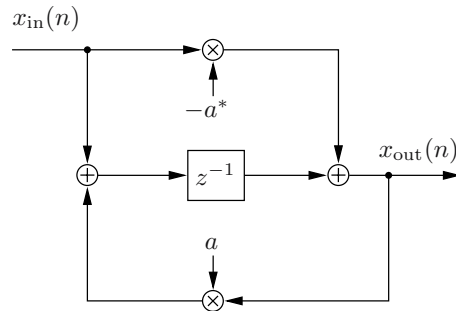 x_in(n)
−a*
x_out(n)
z⁻¹
a